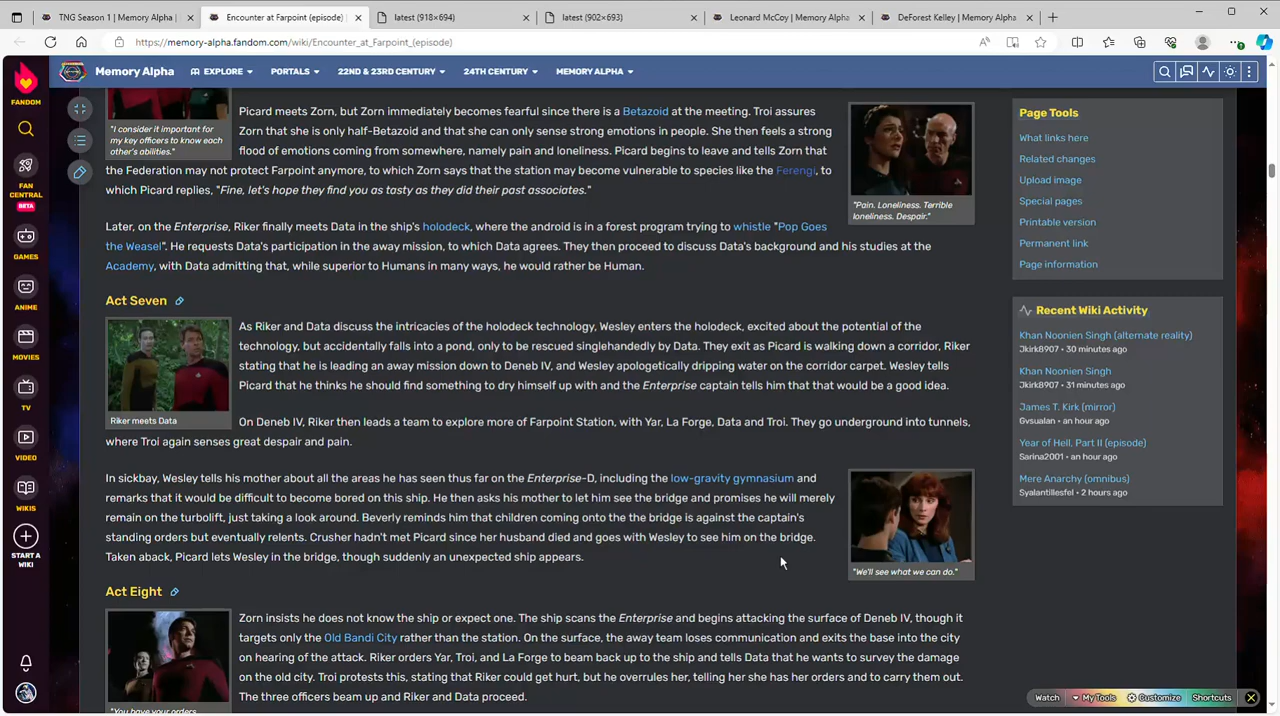 TNG Season 1 | Memory Alpha
Encounter at Farpoint (episode)
latest (918×694)
latest (902×693)
Leonard McCoy | Memory Alpha
DeForest Kelley | Memory Alpha
https://memory-alpha.fandom.com/wiki/Encounter_at_Farpoint_(episode)
FANDOM
Memory Alpha
EXPLORE
PORTALS
22ND & 23RD CENTURY
24TH CENTURY
MEMORY ALPHA
FAN CENTRAL
BETA
GAMES
ANIME
MOVIES
TV
VIDEO
WIKIS
START A WIKI
"I consider it important for
my key officers to know each
other's abilities."
Picard meets Zorn, but Zorn immediately becomes fearful since there is a Betazoid at the meeting. Troi assures
Zorn that she is only half-Betazoid and that she can only sense strong emotions in people. She then feels a strong
flood of emotions coming from somewhere, namely pain and loneliness. Picard begins to leave and tells Zorn that
the Federation may not protect Farpoint anymore, to which Zorn says that the station may become vulnerable to species like the Ferengi, to
which Picard replies, "Fine, let's hope they find you as tasty as they did their past associates."
"Pain. Loneliness. Terrible
loneliness. Despair."
Later, on the Enterprise, Riker finally meets Data in the ship's holodeck, where the android is in a forest program trying to whistle "Pop Goes
the Weasel". He requests Data's participation in the away mission, to which Data agrees. They then proceed to discuss Data's background and his studies at the
Academy, with Data admitting that, while superior to Humans in many ways, he would rather be Human.
Act Seven
Riker meets Data
As Riker and Data discuss the intricacies of the holodeck technology, Wesley enters the holodeck, excited about the potential of the
technology, but accidentally falls into a pond, only to be rescued singlehandedly by Data. They exit as Picard is walking down a corridor, Riker
stating that he is leading an away mission down to Deneb IV, and Wesley apologetically dripping water on the corridor carpet. Wesley tells
Picard that he thinks he should find something to dry himself up with and the Enterprise captain tells him that that would be a good idea.
On Deneb IV, Riker then leads a team to explore more of Farpoint Station, with Yar, La Forge, Data and Troi. They go underground into tunnels,
where Troi again senses great despair and pain.
In sickbay, Wesley tells his mother about all the areas he has seen thus far on the Enterprise-D, including the low-gravity gymnasium and
remarks that it would be difficult to become bored on this ship. He then asks his mother to let him see the bridge and promises he will merely
remain on the turbolift, just taking a look around. Beverly reminds him that children coming onto the the bridge is against the captain's
standing orders but eventually relents. Crusher hadn't met Picard since her husband died and goes with Wesley to see him on the bridge.
Taken aback, Picard lets Wesley in the bridge, though suddenly an unexpected ship appears.
"We'll see what we can do."
Act Eight
"You have your orders
Zorn insists he does not know the ship or expect one. The ship scans the Enterprise and begins attacking the surface of Deneb IV, though it
targets only the Old Bandi City rather than the station. On the surface, the away team loses communication and exits the base into the city
on hearing of the attack. Riker orders Yar, Troi, and La Forge to beam back up to the ship and tells Data that he wants to survey the damage
on the old city. Troi protests this, stating that Riker could get hurt, but he overrules her, telling her she has her orders and to carry them out.
The three officers beam up and Riker and Data proceed.
Page Tools
What links here
Related changes
Upload image
Special pages
Printable version
Permanent link
Page information
Recent Wiki Activity
Khan Noonien Singh (alternate reality)
Jkirk8907 • 30 minutes ago
Khan Noonien Singh
Jkirk8907 • 31 minutes ago
James T. Kirk (mirror)
Gvsualan • an hour ago
Year of Hell, Part II (episode)
Sarina2001 • an hour ago
Mere Anarchy (omnibus)
Syalantillesfel • 2 hours ago
Watch
My Tools
Customize
Shortcuts